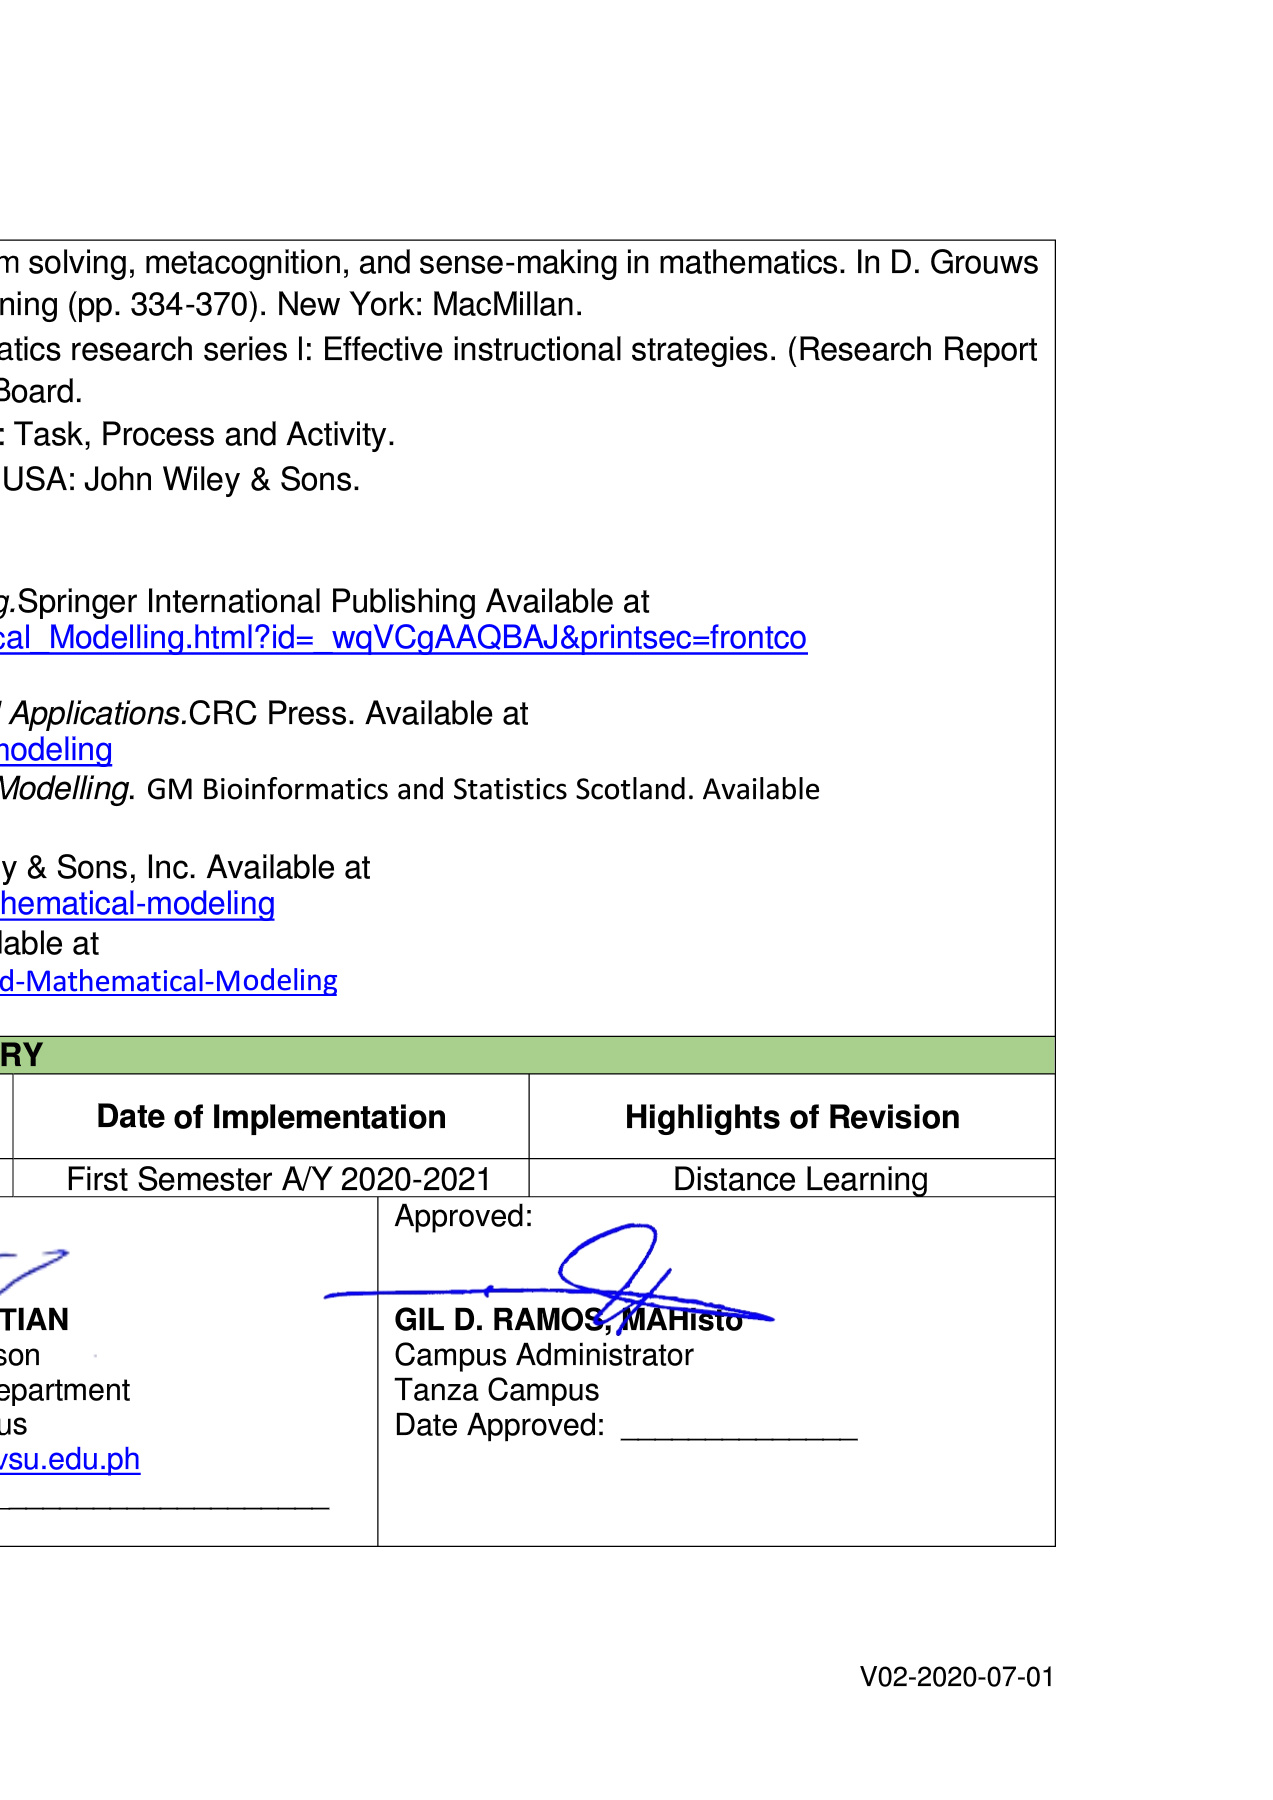 m solving, metacognition, and sense-making in mathematics. In D. Grouws
ning (pp. 334-370). New York: MacMillan.
atics research series I: Effective instructional strategies. (Research Report
Board.
: Task, Process and Activity.
USA: John Wiley & Sons.
g.Springer International Publishing Available at
cal_Modelling.html?id=_wqVCgAAQBAJ&printsec=frontco
l Applications.CRC Press. Available at
modeling
Modelling. GM Bioinformatics and Statistics Scotland. Available
y & Sons, Inc. Available at
hematical-modeling
lable at
d-Mathematical-Modeling
RY
Date of Implementation Highlights of Revision
First Semester A/Y 2020-2021 Distance Learning
Approved:
TIAN GIL D. RAMOS, MAHisto
son Campus Administrator
epartment Tanza Campus
us Date Approved: ______________
vsu.edu.ph
___________________
V02-2020-07-01